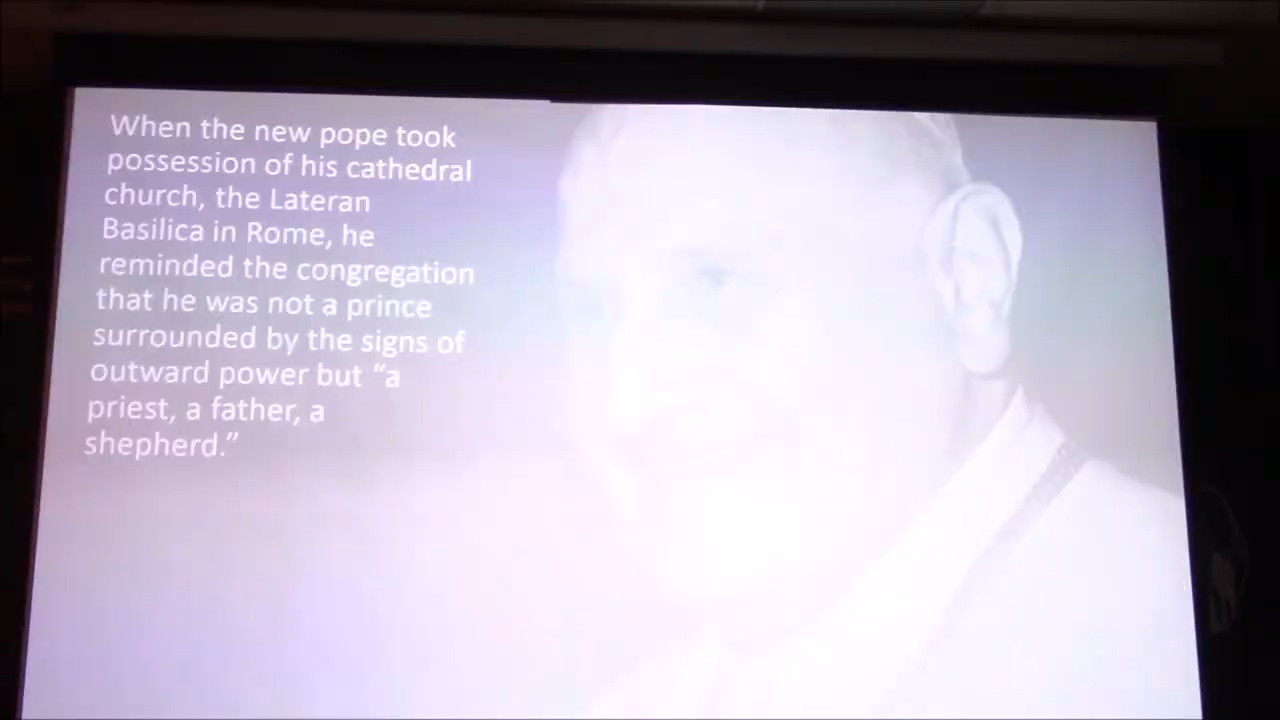 When the new pope took
possession of his cathedral
church, the Lateran
Basilica in Rome, he
reminded the congregation
that he was not a prince
surrounded by the signs of
outward power but “a
priest, a father, a
shepherd.”